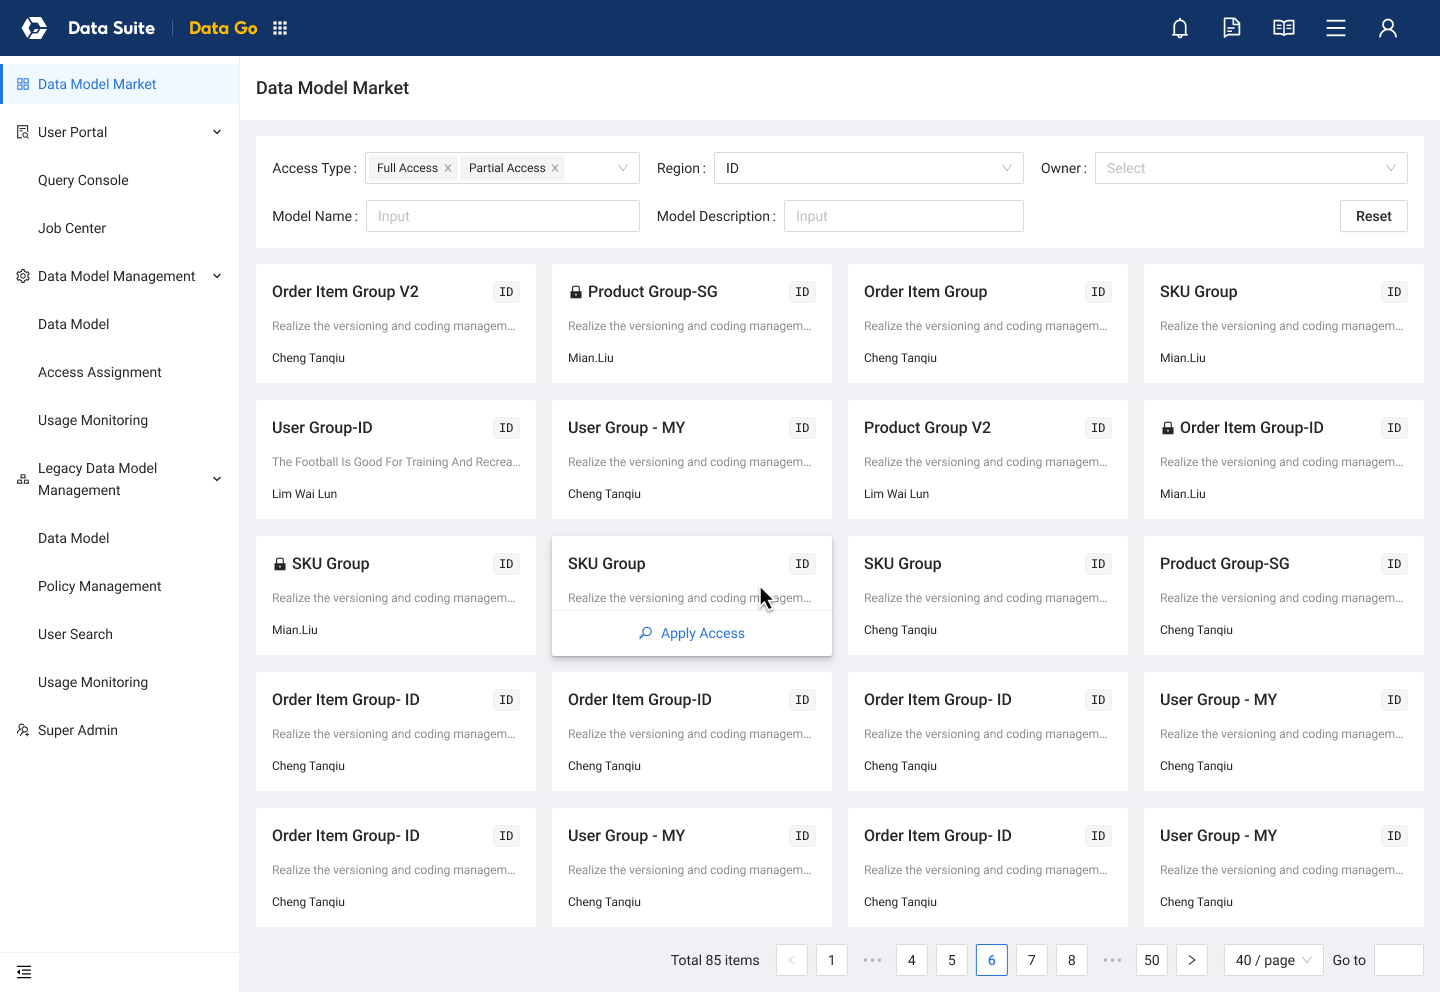 Data Suite
Data Go
Data Model Market
User Portal
Query Console
Job Center
Data Model Management
Data Model
Access Assignment
Usage Monitoring
Legacy Data Model
Management
Data Model
Policy Management
User Search
Usage Monitoring
Super Admin
Data Model Market
Access Type : Full Access Partial Access
Region : ID
Owner : Select
Model Name : Input
Model Description : Input
Reset
Order Item Group V2 ID
Realize the versioning and coding managem...
Cheng Tanqiu
Product Group-SG ID
Realize the versioning and coding managem...
Mian.Liu
Order Item Group ID
Realize the versioning and coding managem...
Cheng Tanqiu
SKU Group ID
Realize the versioning and coding managem...
Mian.Liu
User Group-ID ID
The Football Is Good For Training And Recrea...
Lim Wai Lun
User Group - MY ID
Realize the versioning and coding managem...
Cheng Tanqiu
Product Group V2 ID
Realize the versioning and coding managem...
Lim Wai Lun
Order Item Group-ID ID
Realize the versioning and coding managem...
Mian.Liu
SKU Group ID
Realize the versioning and coding managem...
Mian.Liu
SKU Group ID
Realize the versioning and coding managem...
Apply Access
SKU Group ID
Realize the versioning and coding managem...
Cheng Tanqiu
Product Group-SG ID
Realize the versioning and coding managem...
Cheng Tanqiu
Order Item Group- ID ID
Realize the versioning and coding managem...
Cheng Tanqiu
Order Item Group-ID ID
Realize the versioning and coding managem...
Cheng Tanqiu
Order Item Group- ID ID
Realize the versioning and coding managem...
Cheng Tanqiu
User Group - MY ID
Realize the versioning and coding managem...
Cheng Tanqiu
Order Item Group- ID ID
Realize the versioning and coding managem...
Cheng Tanqiu
User Group - MY ID
Realize the versioning and coding managem...
Cheng Tanqiu
Order Item Group- ID ID
Realize the versioning and coding managem...
Cheng Tanqiu
User Group - MY ID
Realize the versioning and coding managem...
Cheng Tanqiu
Total 85 items < 1 ••• 4 5 6 7 8 ••• 50 > 40 / page Go to